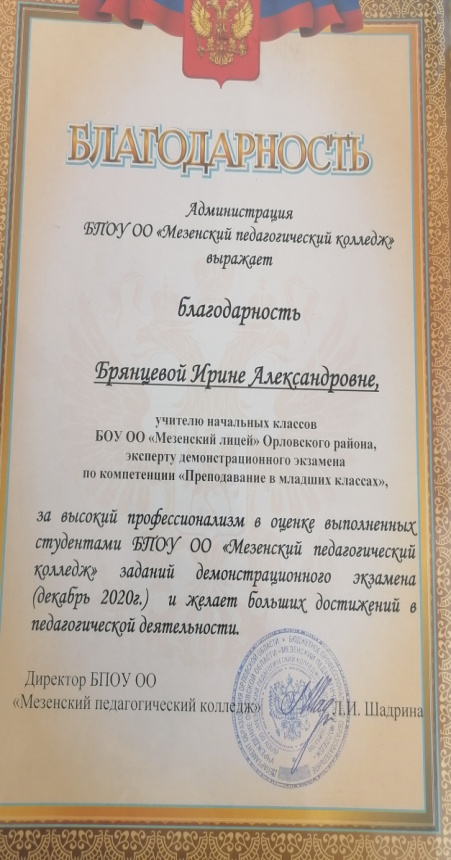 БЛАГОДАРНОСТЬ
Администрация
БПОУ ОО «Мезенский педагогический колледж»
выражает
благодарность
Брянцевой Ирине Александровне,
учителю начальных классов
БОУ ОО «Мезенский лицей» Орловского района,
эксперту демонстрационного экзамена
по компетенции «Преподавание в младших классах»,
за высокий профессионализм в оценке выполненных
студентами БПОУ ОО «Мезенский педагогический
колледж» заданий демонстрационного экзамена
(декабрь 2020г.) и желает больших достижений в
педагогической деятельности.
Директор БПОУ ОО
«Мезенский педагогический колледж» Л.И. Шадрина